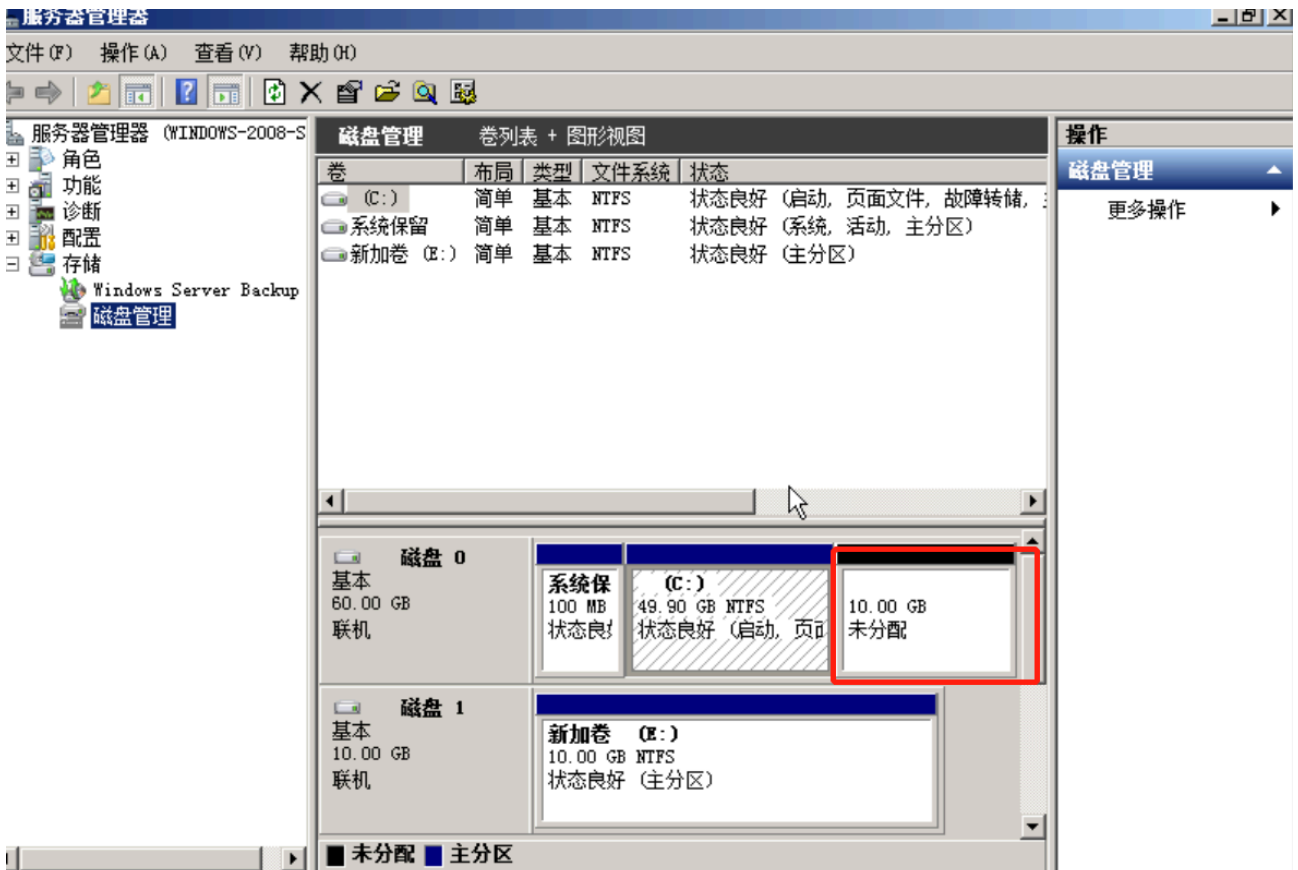 服务器管理器
文件(F) 操作(A) 查看(V) 帮助(H)
服务器管理器 (WINDOWS-2008-S
角色
功能
诊断
配置
存储
Windows Server Backup
磁盘管理
磁盘管理 卷列表 + 图形视图
卷 布局 类型 文件系统 状态
(C:) 简单 基本 NTFS 状态良好 (启动, 页面文件, 故障转储,
系统保留 简单 基本 NTFS 状态良好 (系统, 活动, 主分区)
新加卷 (E:) 简单 基本 NTFS 状态良好 (主分区)
磁盘 0
基本
60.00 GB
联机
系统保
100 MB
状态良
(C:)
49.90 GB NTFS
状态良好 (启动, 页面
10.00 GB
未分配
磁盘 1
基本
10.00 GB
联机
新加卷 (E:)
10.00 GB NTFS
状态良好 (主分区)
未分配 主分区
操作
磁盘管理
更多操作